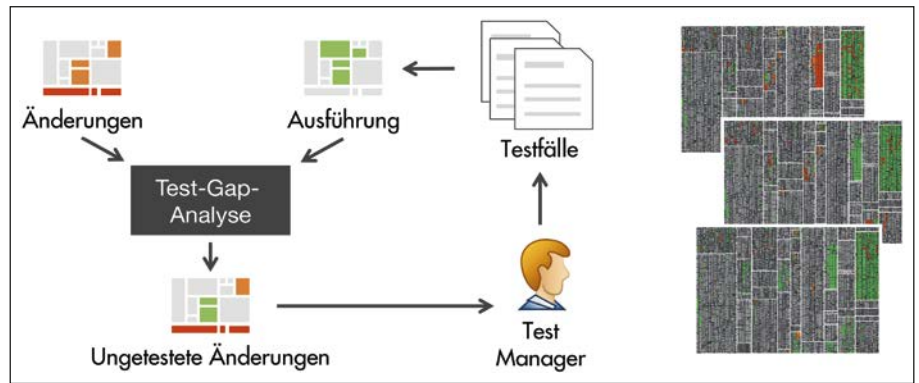 Änderungen
Ausführung
Testfälle
Test-Gap-
Analyse
Ungetestete Änderungen
Test
Manager